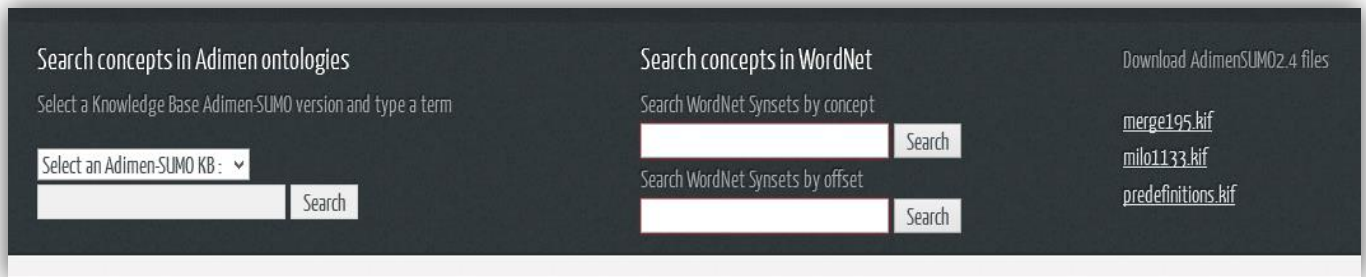 Search concepts in Adimen ontologies
Select a Knowledge Base Adimen-SUMO version and type a term
Select an Adimen-SUMO KB :
Search
Search concepts in WordNet
Search WordNet Synsets by concept
Search
Search WordNet Synsets by offset
Search
Download AdimenSUMO2.4 files
merge195.kif
milo1133.kif
predefinitions.kif